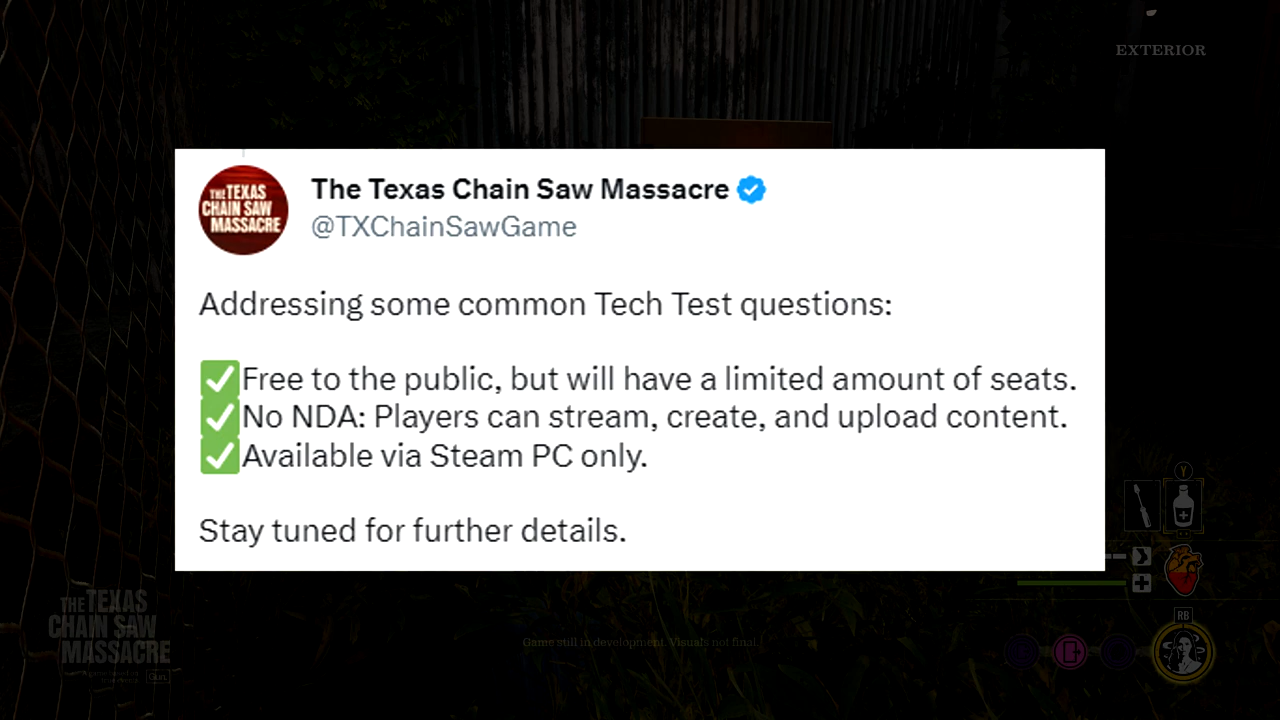 EXTERIOR
THE TEXAS
CHAIN SAW
MASSACRE
The Texas Chain Saw Massacre
@TXChainSawGame
Addressing some common Tech Test questions:
✅Free to the public, but will have a limited amount of seats.
✅No NDA: Players can stream, create, and upload content.
✅Available via Steam PC only.
Stay tuned for further details.
Y
RB
THE TEXAS
CHAIN SAW
MASSACRE
Gun.
Game still in development. Visuals not final.